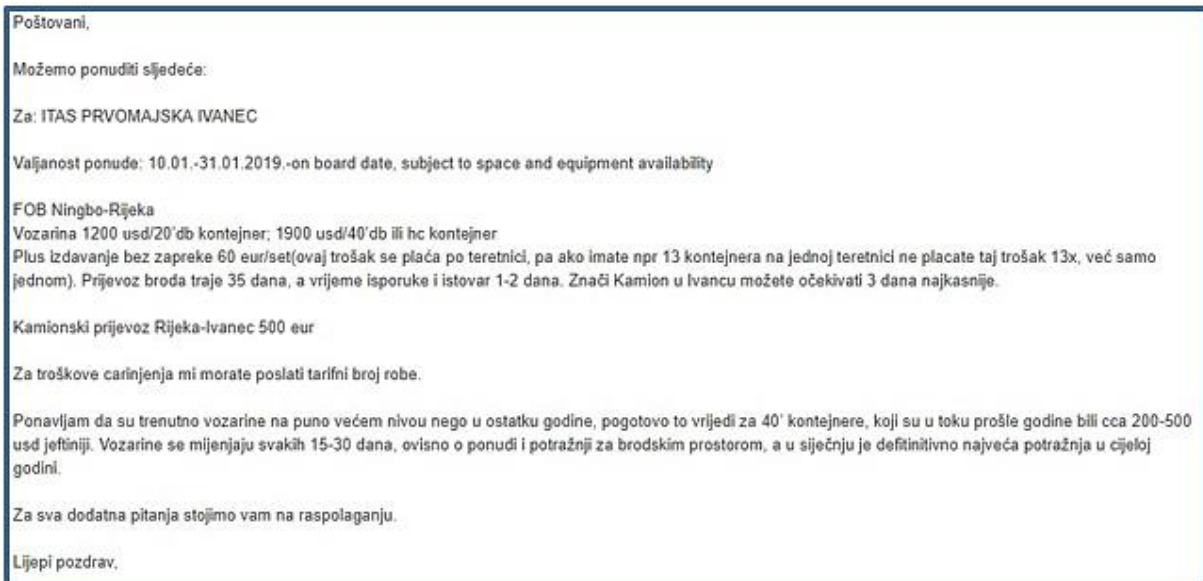 Poštovani,
Možemo ponuditi sljedeće:
Za: ITAS PRVOMAJSKA IVANEC
Valjanost ponude: 10.01.-31.01.2019.-on board date, subject to space and equipment availability
FOB Ningbo-Rijeka
Vozarina 1200 usd/20'db kontejner; 1900 usd/40'db ili hc kontejner
Plus izdavanje bez zapreke 60 eur/set(ovaj trošak se plaća po teretnici, pa ako imate npr 13 kontejnera na jednoj teretnici ne placate taj trošak 13x, već samo
jednom). Prijevoz broda traje 35 dana, a vrijeme isporuke i istovar 1-2 dana. Znači Kamion u Ivancu možete očekivati 3 dana najkasnije.
Kamionski prijevoz Rijeka-Ivanec 500 eur
Za troškove carinjenja mi morate poslati tarifni broj robe.
Ponavljam da su trenutno vozarine na puno većem nivou nego u ostatku godine, pogotovo to vrijedi za 40' kontejnere, koji su u toku prošle godine bili cca 200-500
usd jeftiniji. Vozarine se mijenjaju svakih 15-30 dana, ovisno o ponudi i potražnji za brodskim prostorom, a u siječnju je defitinitivno najveća potražnja u cijeloj
godini.
Za sva dodatna pitanja stojimo vam na raspolaganju.
Lijepi pozdrav,